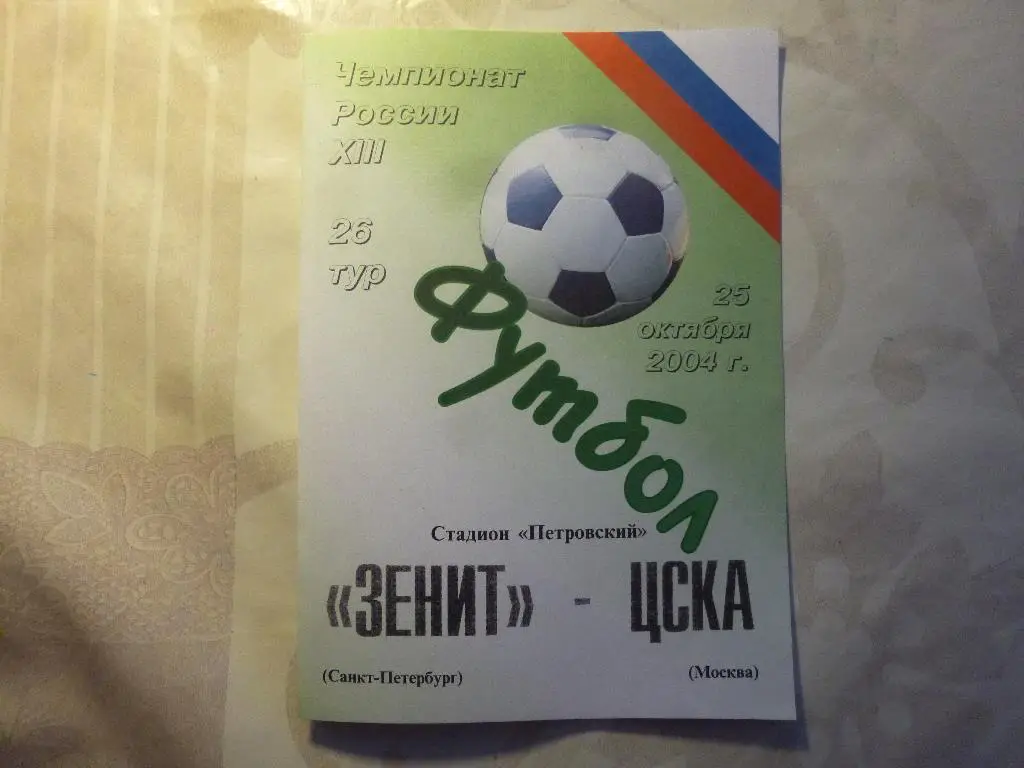 Чемпионат
России
XIII
26
тур
25
октября
2004 г.
Футбол
Стадион «Петровский»
«ЗЕНИТ» - ЦСКА
(Санкт-Петербург) (Москва)